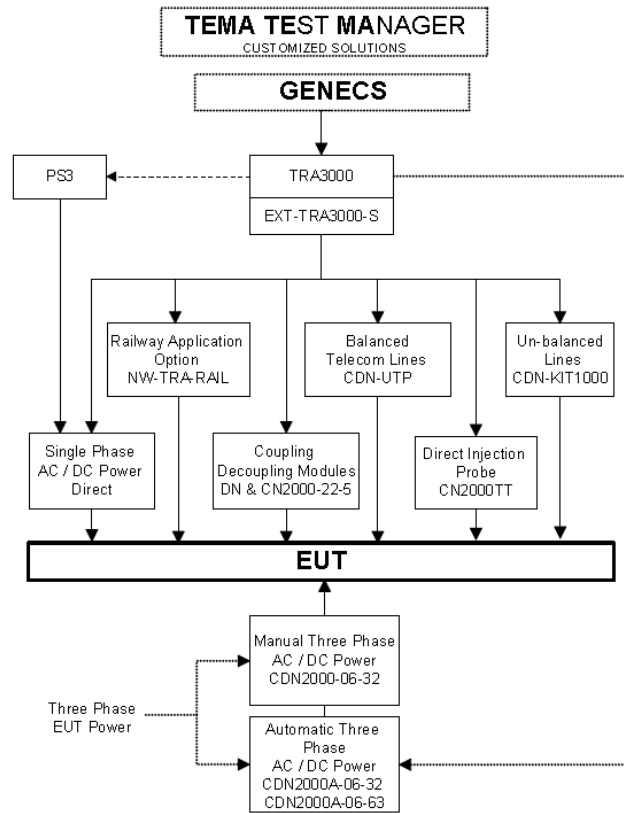 TEMA TEST MANAGER
CUSTOMIZED SOLUTIONS
GENECS
PS3
TRA3000
EXT-TRA3000-S
Railway Application
Option
NW-TRA-RAIL
Balanced
Telecom Lines
CDN-UTP
Un-balanced
Lines
CDN-KIT1000
Single Phase
AC / DC Power
Direct
Coupling
Decoupling Modules
DN & CN2000-22-5
Direct Injection
Probe
CN2000TT
EUT
Manual Three Phase
AC / DC Power
CDN2000-06-32
Three Phase
EUT Power
Automatic Three
Phase
AC / DC Power
CDN2000A-06-32
CDN2000A-06-63